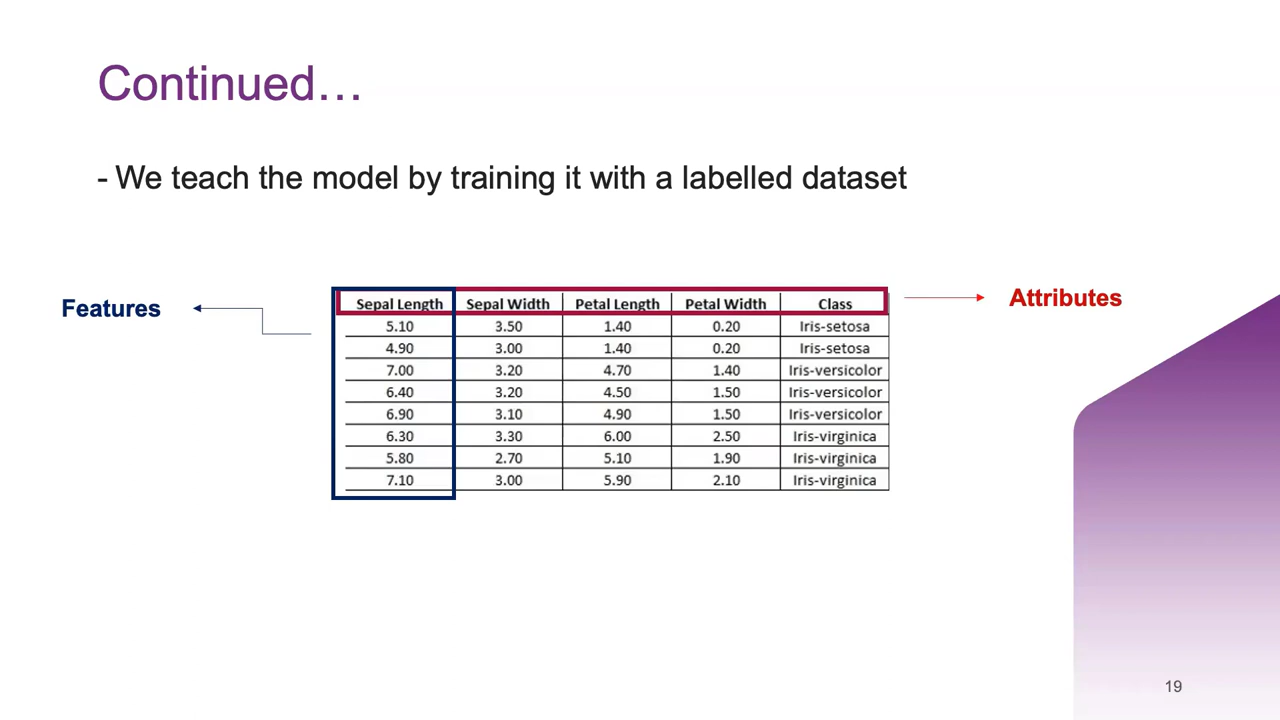 Continued…
- We teach the model by training it with a labelled dataset
Features
Attributes
Sepal Length Sepal Width Petal Length Petal Width Class
5.10 3.50 1.40 0.20 Iris-setosa
4.90 3.00 1.40 0.20 Iris-setosa
7.00 3.20 4.70 1.40 Iris-versicolor
6.40 3.20 4.50 1.50 Iris-versicolor
6.90 3.10 4.90 1.50 Iris-versicolor
6.30 3.30 6.00 2.50 Iris-virginica
5.80 2.70 5.10 1.90 Iris-virginica
7.10 3.00 5.90 2.10 Iris-virginica
19